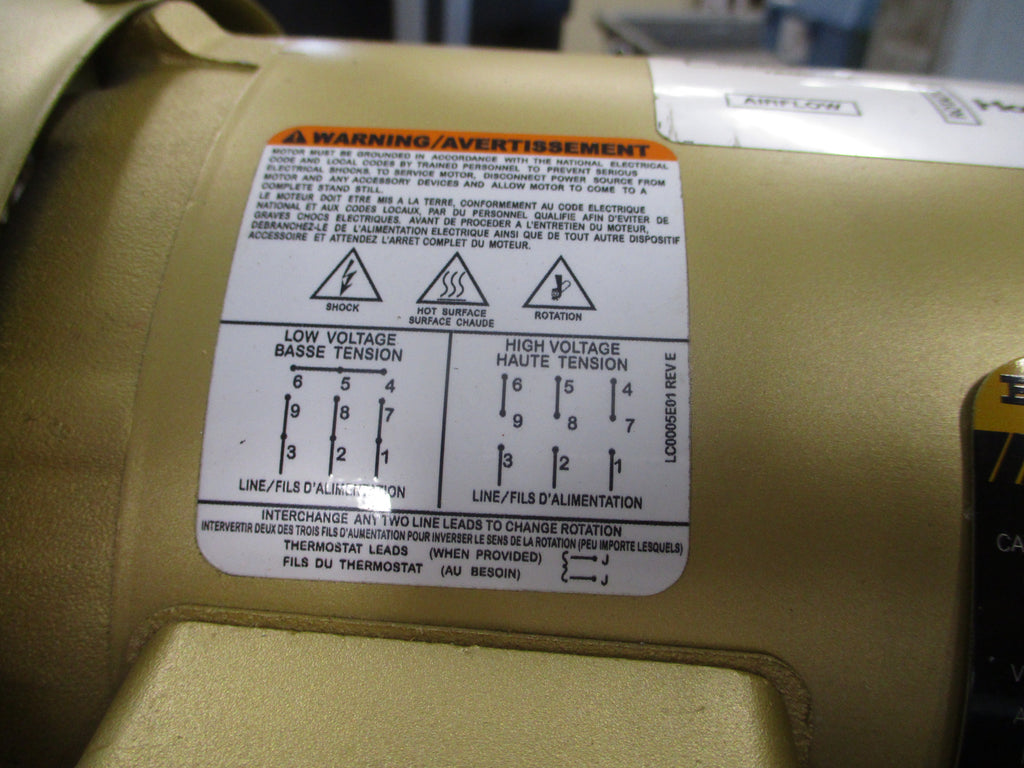 AIRFLOW
WARNING/AVERTISSEMENT
MOTOR MUST BE GROUNDED IN ACCORDANCE WITH THE NATIONAL ELECTRICAL
CODE AND LOCAL CODES BY TRAINED PERSONNEL TO PREVENT SERIOUS
ELECTRICAL SHOCKS. TO SERVICE MOTOR, DISCONNECT POWER SOURCE FROM
MOTOR AND ANY ACCESSORY DEVICES AND ALLOW MOTOR TO COME TO A
COMPLETE STAND STILL.
LE MOTEUR DOIT ETRE MIS A LA TERRE, CONFORMEMENT AU CODE ELECTRIQUE
NATIONAL ET AUX CODES LOCAUX, PAR DU PERSONNEL QUALIFIE AFIN D'EVITER DE
GRAVES CHOCS ELECTRIQUES. AVANT DE PROCEDER A L'ENTRETIEN DU MOTEUR,
DEBRANCHEZ-LE DE L'ALIMENTATION ELECTRIQUE AINSI QUE DE TOUT AUTRE DISPOSITIF
ACCESSOIRE ET ATTENDEZ L'ARRET COMPLET DU MOTEUR.
SHOCK
HOT SURFACE
SURFACE CHAUDE
ROTATION
LOW VOLTAGE
BASSE TENSION
6 5 4
9 8 7
3 2 1
LINE/FILS D'ALIMENTATION
HIGH VOLTAGE
HAUTE TENSION
6 5 4
9 8 7
3 2 1
LINE/FILS D'ALIMENTATION
LC0005E01 REV E
INTERCHANGE ANY TWO LINE LEADS TO CHANGE ROTATION
INTERVERTIR DEUX DES TROIS FILS D'AUMENTATION POUR INVERSER LE SENS DE LA ROTATION (PEU IMPORTE LESQUELS)
THERMOSTAT LEADS (WHEN PROVIDED) J
FILS DU THERMOSTAT (AU BESOIN) J
CA